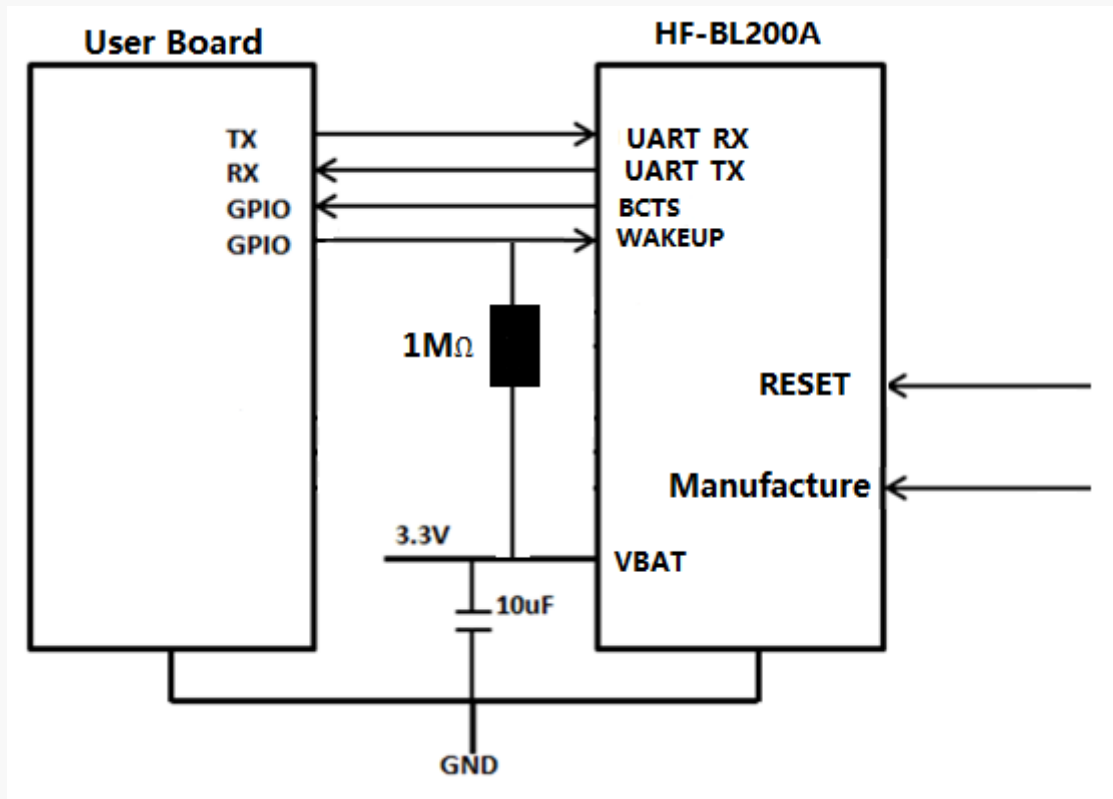 User Board
HF-BL200A
TX
RX
GPIO
GPIO
UART RX
UART TX
BCTS
WAKEUP
1MΩ
RESET
Manufacture
3.3V
VBAT
10uF
GND